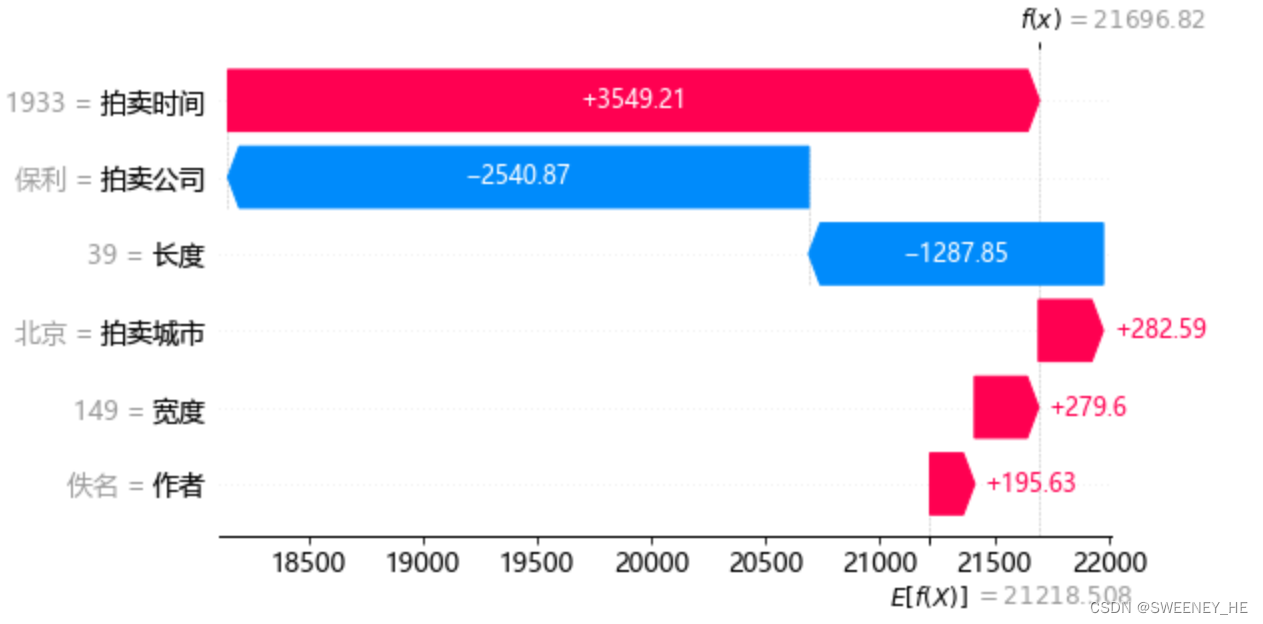 f(x) = 21696.82
1933 = 拍卖时间
+3549.21
保利 = 拍卖公司
−2540.87
39 = 长度
−1287.85
北京 = 拍卖城市
+282.59
149 = 宽度
+279.6
佚名 = 作者
+195.63
18500 19000 19500 20000 20500 21000 21500 22000
E[f(X)] = 21218.508
CSDN @SWEENEY_HE